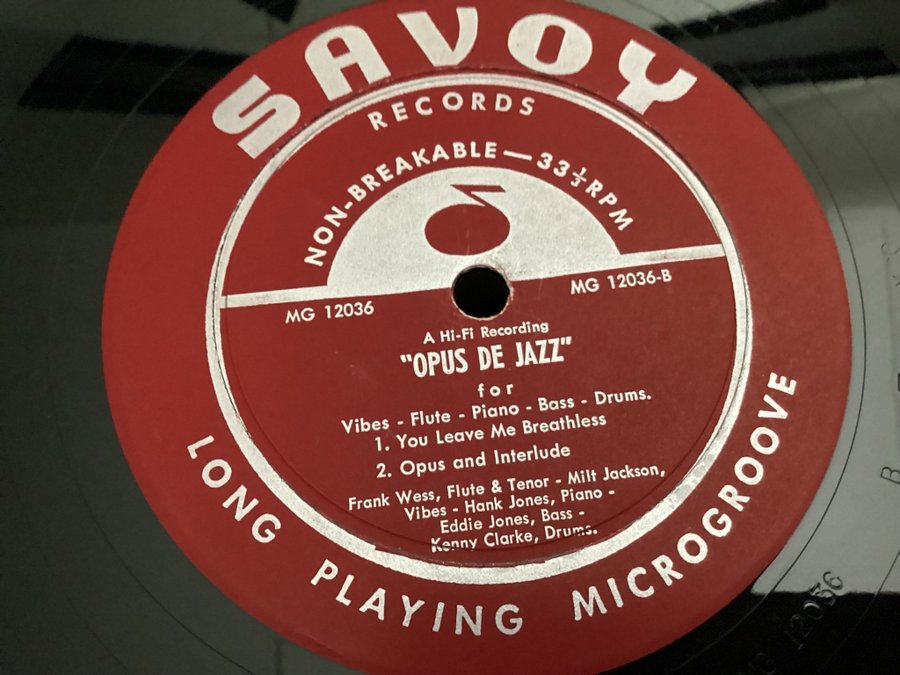 SAVOY
RECORDS
NON-BREAKABLE — 33⅓ RPM
MG 12036
MG 12036-B
A Hi-Fi Recording
"OPUS DE JAZZ"
for
Vibes - Flute - Piano - Bass - Drums.
1. You Leave Me Breathless
2. Opus and Interlude
Frank Wess, Flute & Tenor - Milt Jackson,
Vibes - Hank Jones, Piano -
Eddie Jones, Bass -
Kenny Clarke, Drums.
LONG PLAYING MICROGROOVE
12036
B